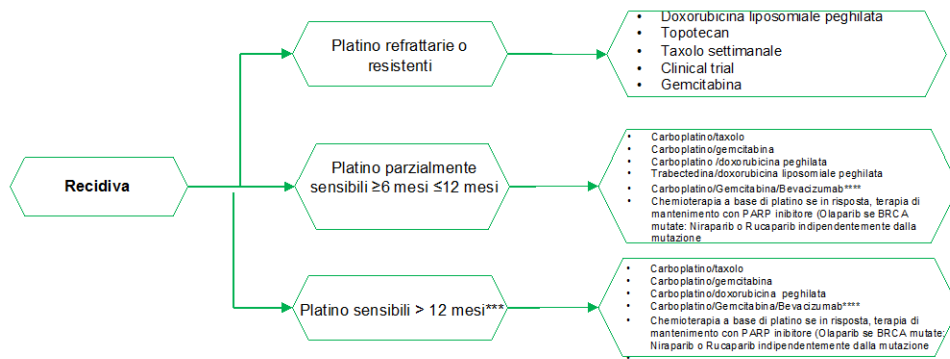 Recidiva
Platino refrattarie o
resistenti
• Doxorubicina liposomiale peghilata
• Topotecan
• Taxolo settimanale
• Clinical trial
• Gemcitabina
Platino parzialmente
sensibili ≥6 mesi ≤12 mesi
• Carboplatino/taxolo
• Carboplatino/gemcitabina
• Carboplatino /doxorubicina peghilata
• Trabectedina/doxorubicina liposomiale peghilata
• Carboplatino/Gemcitabina/Bevacizumab****
• Chemioterapia a base di platino se in risposta, terapia di
mantenimento con PARP inibitore (Olaparib se BRCA
mutate: Niraparib o Rucaparib indipendentemente dalla
mutazione
Platino sensibili > 12 mesi***
• Carboplatino/taxolo
• Carboplatino/gemcitabina
• Carboplatino/doxorubicina peghilata
• Carboplatino/Gemcitabina/Bevacizumab****
• Chemioterapia a base di platino se in risposta, terapia di
mantenimento con PARP inibitore (Olaparib se BRCA mutate:
Niraparib o Rucaparib indipendentemente dalla mutazione